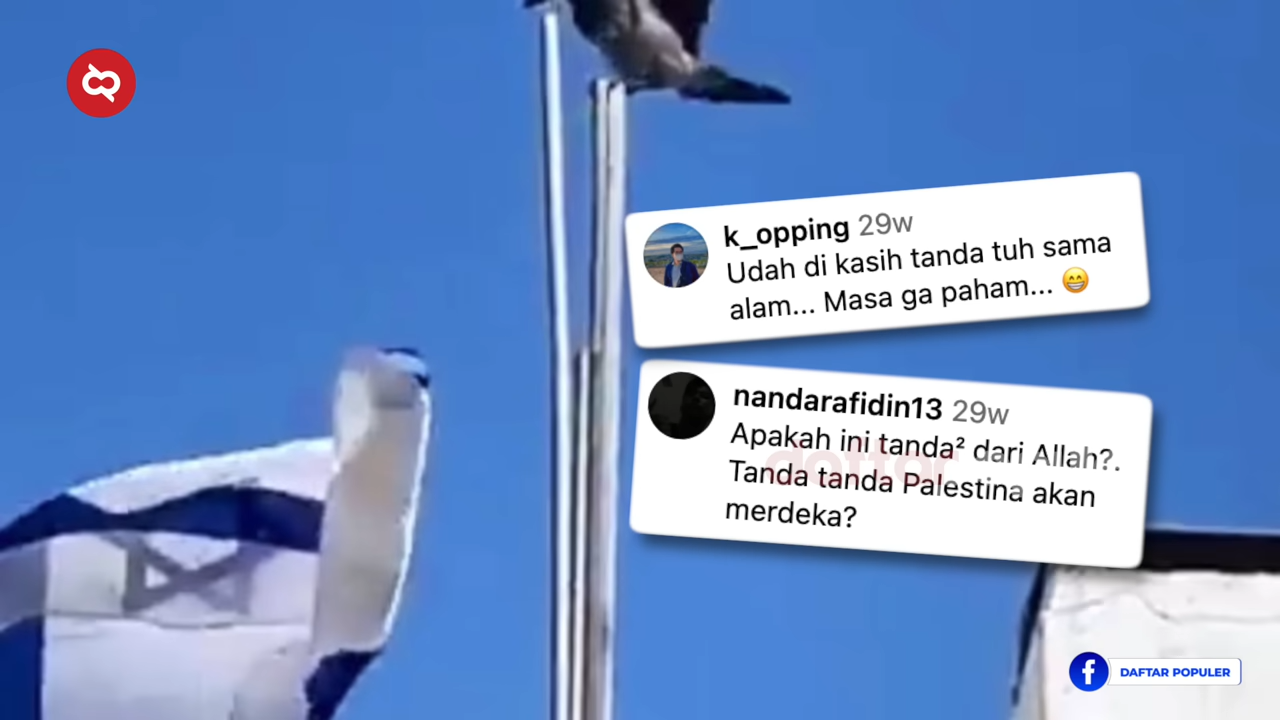 k_opping 29w
Udah di kasih tanda tuh sama
alam... Masa ga paham... 😁
nandarafidin13 29w
Apakah ini tanda² dari Allah?.
Tanda tanda Palestina akan
merdeka?
DAFTAR POPULER